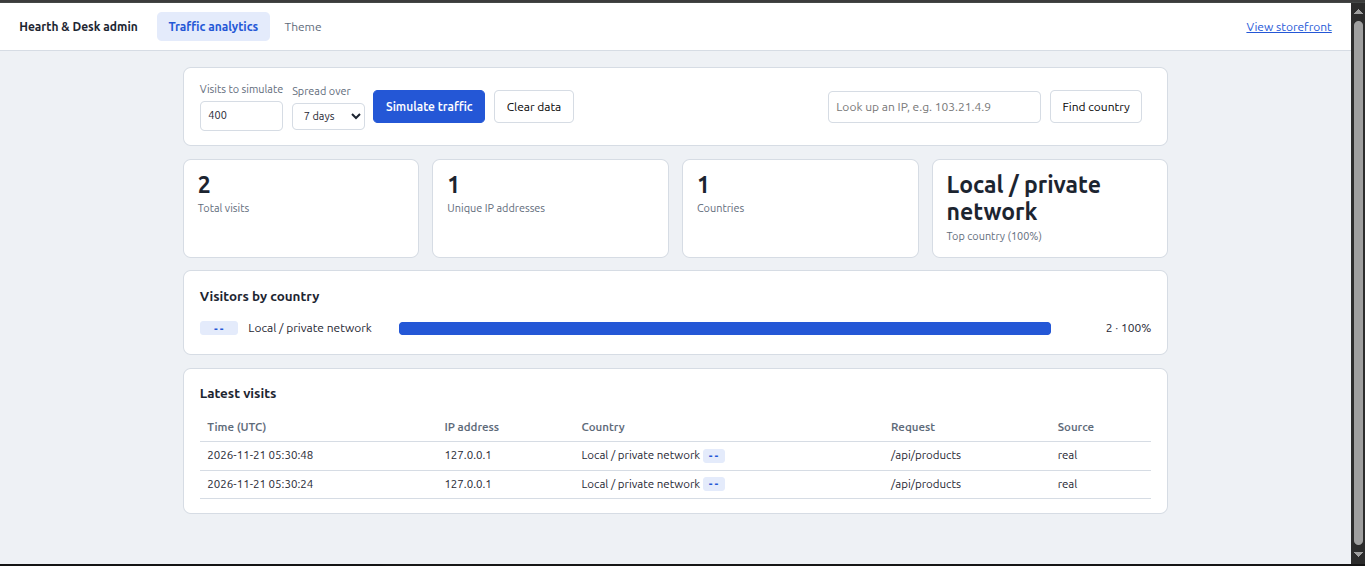 Hearth & Desk admin Traffic analytics Theme View storefront
Visits to simulate Spread over
400 7 days Simulate traffic Clear data Look up an IP, e.g. 103.21.4.9 Find country
2
Total visits
1
Unique IP addresses
1
Countries
Local / private
network
Top country (100%)
Visitors by country
-- Local / private network 2 · 100%
Latest visits
Time (UTC) IP address Country Request Source
2026-11-21 05:30:48 127.0.0.1 Local / private network -- /api/products real
2026-11-21 05:30:24 127.0.0.1 Local / private network -- /api/products real